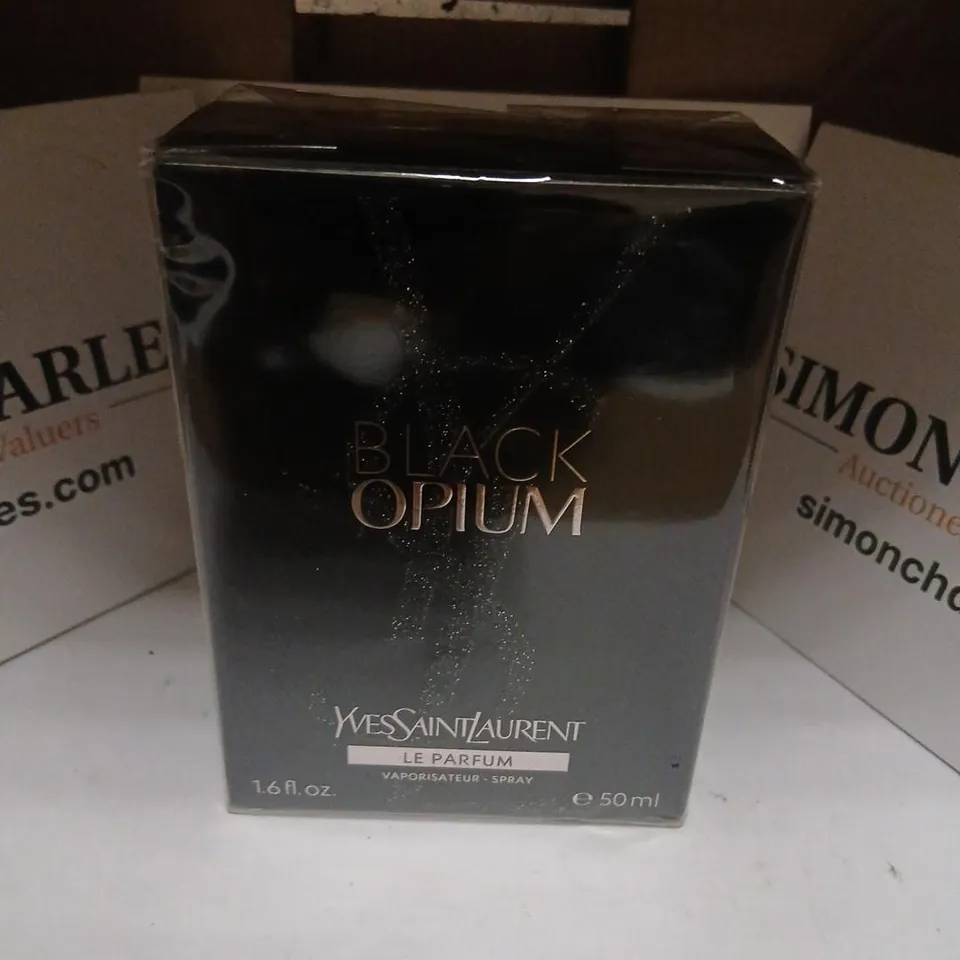 BLACK
OPIUM
YVESSAINTLAURENT
LE PARFUM
VAPORISATEUR - SPRAY
1.6 fl. oz.
e 50 ml
ARLE
Valuers
es.com
SIMON
Auctione
simoncha